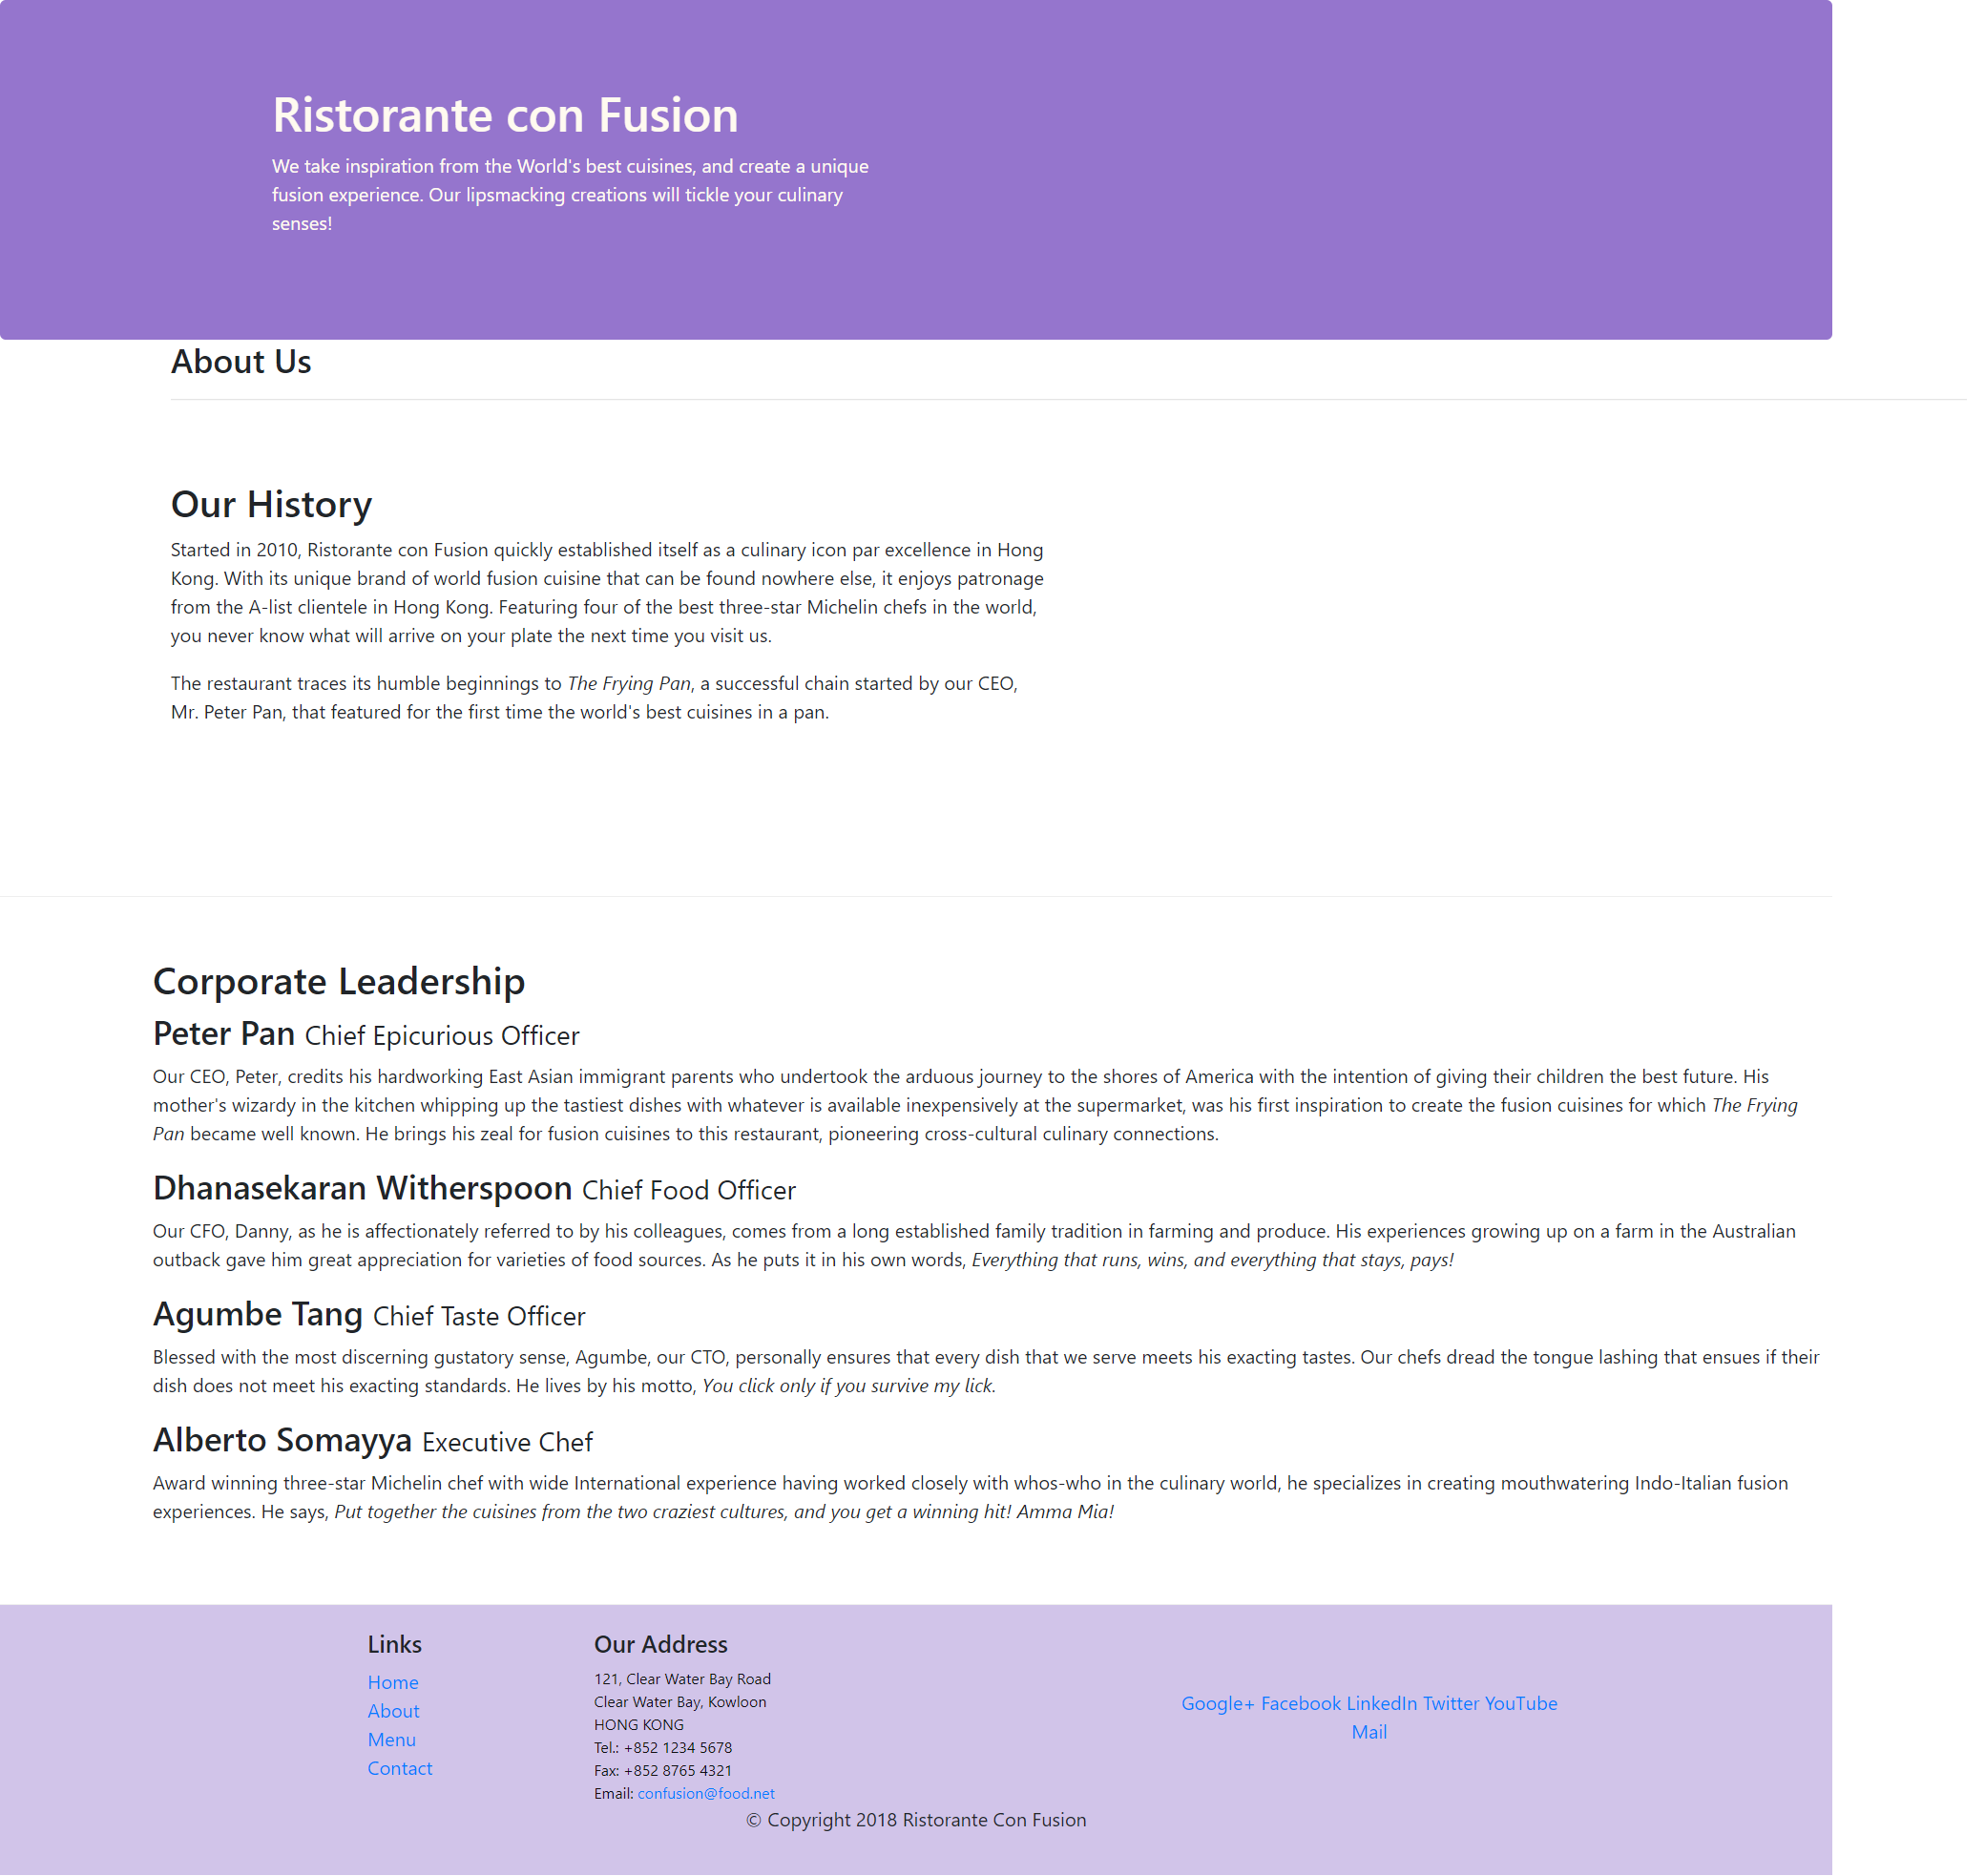 Ristorante con Fusion
We take inspiration from the World's best cuisines, and create a unique
fusion experience. Our lipsmacking creations will tickle your culinary
senses!
About Us
Our History
Started in 2010, Ristorante con Fusion quickly established itself as a culinary icon par excellence in Hong
Kong. With its unique brand of world fusion cuisine that can be found nowhere else, it enjoys patronage
from the A-list clientele in Hong Kong. Featuring four of the best three-star Michelin chefs in the world,
you never know what will arrive on your plate the next time you visit us.
The restaurant traces its humble beginnings to The Frying Pan, a successful chain started by our CEO,
Mr. Peter Pan, that featured for the first time the world's best cuisines in a pan.
Corporate Leadership
Peter Pan Chief Epicurious Officer
Our CEO, Peter, credits his hardworking East Asian immigrant parents who undertook the arduous journey to the shores of America with the intention of giving their children the best future. His
mother's wizardy in the kitchen whipping up the tastiest dishes with whatever is available inexpensively at the supermarket, was his first inspiration to create the fusion cuisines for which The Frying
Pan became well known. He brings his zeal for fusion cuisines to this restaurant, pioneering cross-cultural culinary connections.
Dhanasekaran Witherspoon Chief Food Officer
Our CFO, Danny, as he is affectionately referred to by his colleagues, comes from a long established family tradition in farming and produce. His experiences growing up on a farm in the Australian
outback gave him great appreciation for varieties of food sources. As he puts it in his own words, Everything that runs, wins, and everything that stays, pays!
Agumbe Tang Chief Taste Officer
Blessed with the most discerning gustatory sense, Agumbe, our CTO, personally ensures that every dish that we serve meets his exacting tastes. Our chefs dread the tongue lashing that ensues if their
dish does not meet his exacting standards. He lives by his motto, You click only if you survive my lick.
Alberto Somayya Executive Chef
Award winning three-star Michelin chef with wide International experience having worked closely with whos-who in the culinary world, he specializes in creating mouthwatering Indo-Italian fusion
experiences. He says, Put together the cuisines from the two craziest cultures, and you get a winning hit! Amma Mia!
Links
Home
About
Menu
Contact
Our Address
121, Clear Water Bay Road
Clear Water Bay, Kowloon
HONG KONG
Tel.: +852 1234 5678
Fax: +852 8765 4321
Email: confusion@food.net
Google+ Facebook LinkedIn Twitter YouTube
Mail
© Copyright 2018 Ristorante Con Fusion